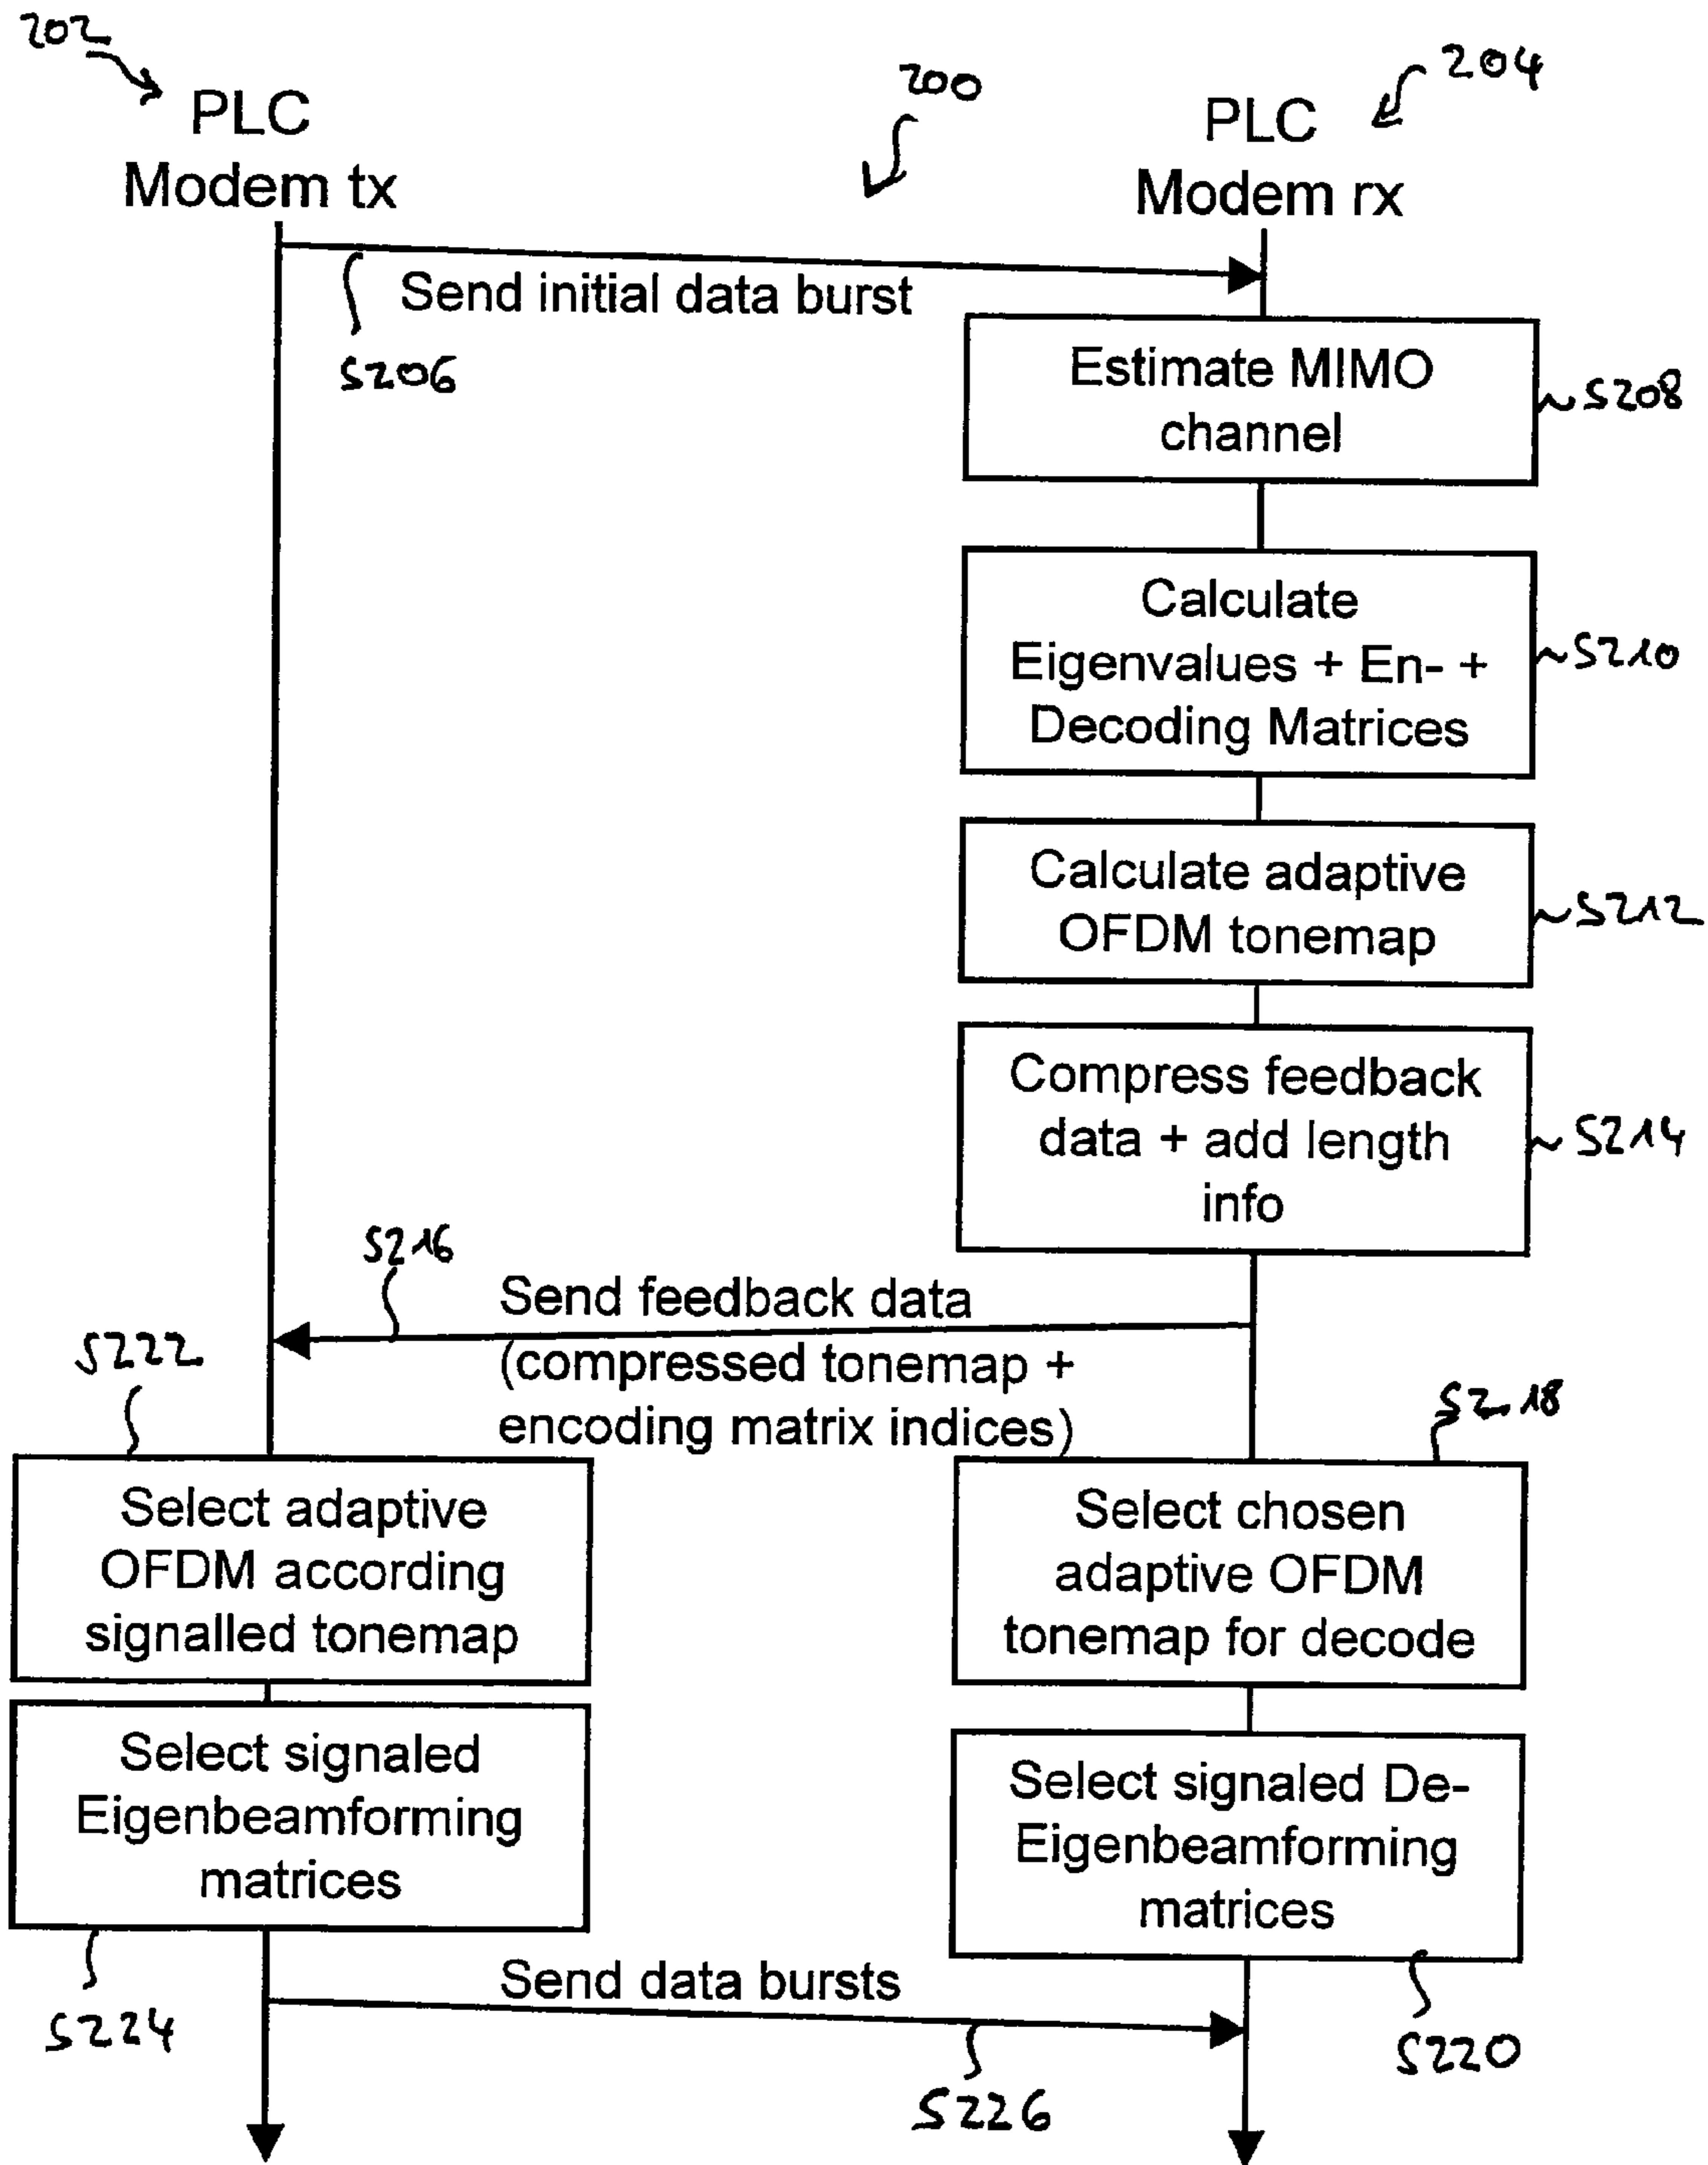 202
200
204
PLC
Modem tx
PLC
Modem rx
Send initial data burst
S206
Estimate MIMO
channel
S208
Calculate
Eigenvalues + En- +
Decoding Matrices
S210
Calculate adaptive
OFDM tonemap
S212
Compress feedback
data + add length
info
S214
S216
Send feedback data
(compressed tonemap +
encoding matrix indices)
S222
S218
Select adaptive
OFDM according
signalled tonemap
Select chosen
adaptive OFDM
tonemap for decode
Select signaled
Eigenbeamforming
matrices
Select signaled De-
Eigenbeamforming
matrices
S224
Send data bursts
S220
S226